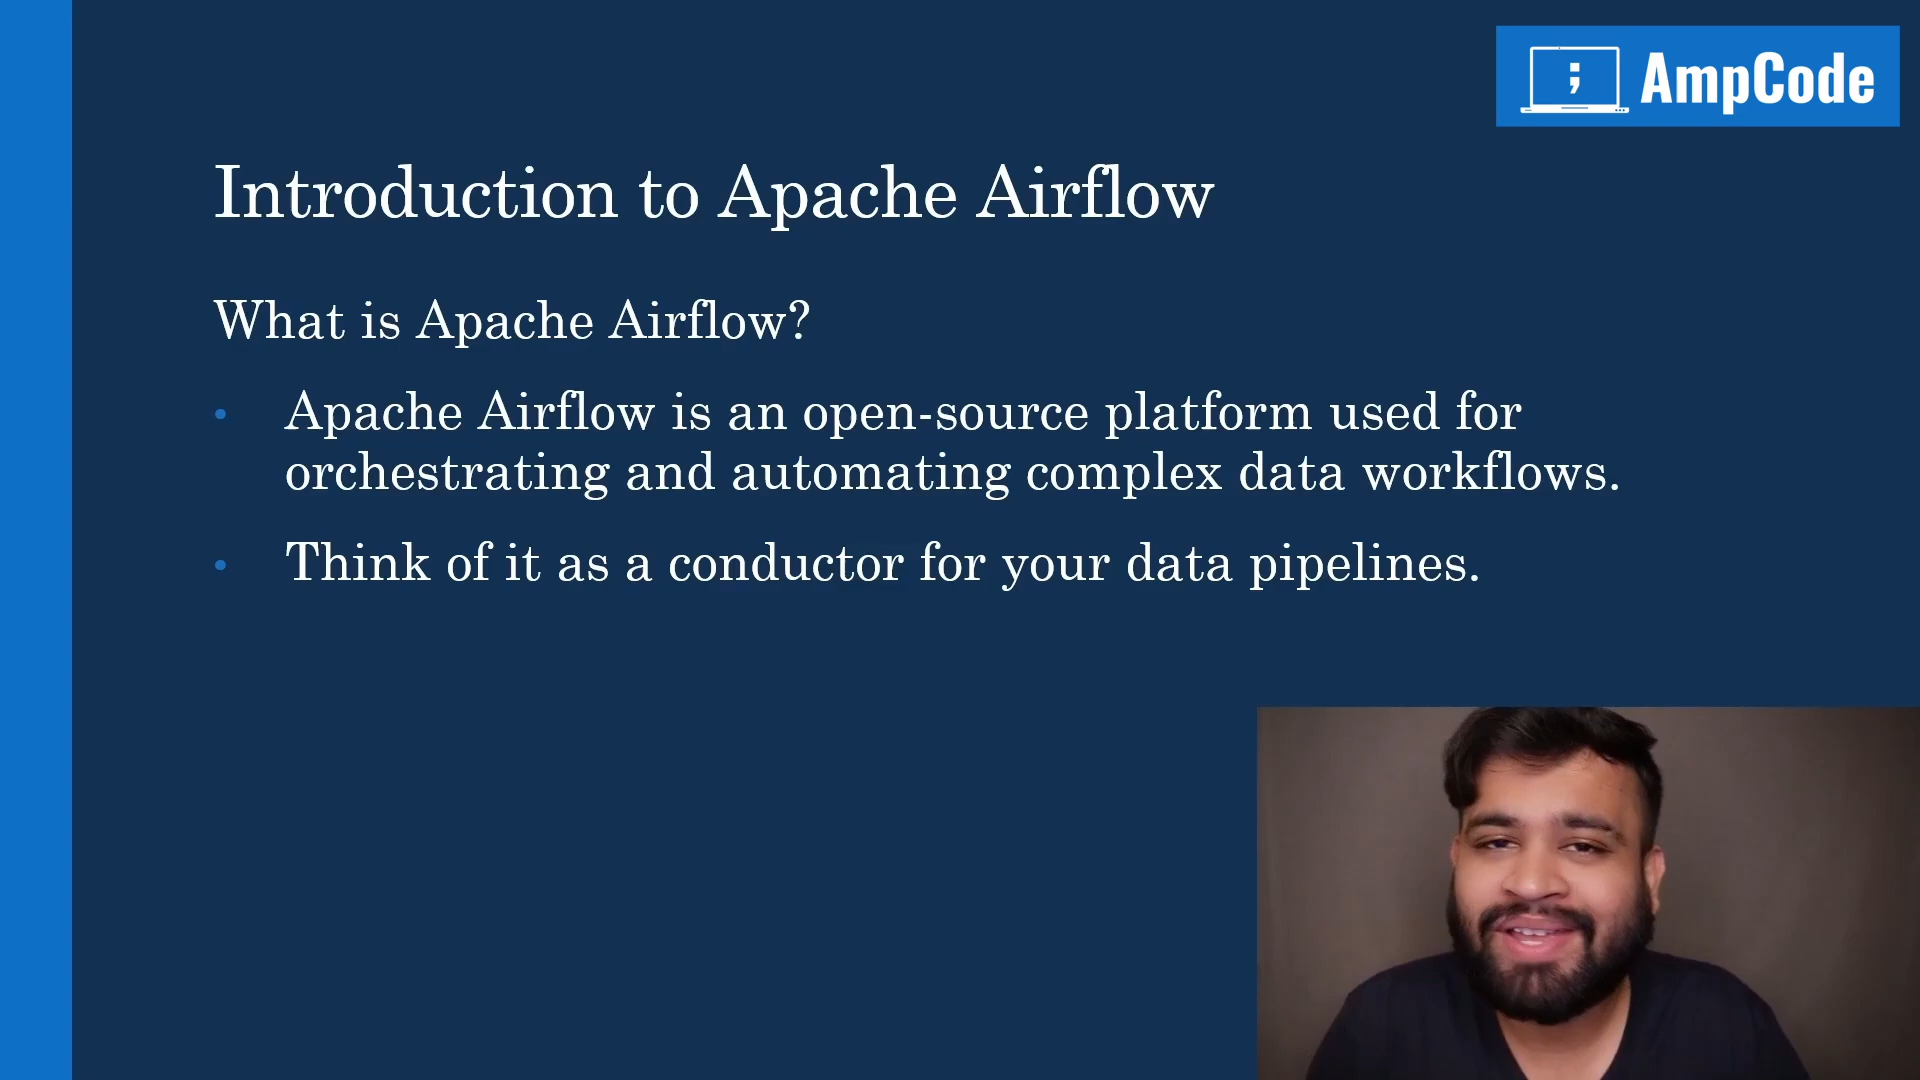 ; AmpCode
Introduction to Apache Airflow
What is Apache Airflow?
• Apache Airflow is an open-source platform used for
orchestrating and automating complex data workflows.
• Think of it as a conductor for your data pipelines.